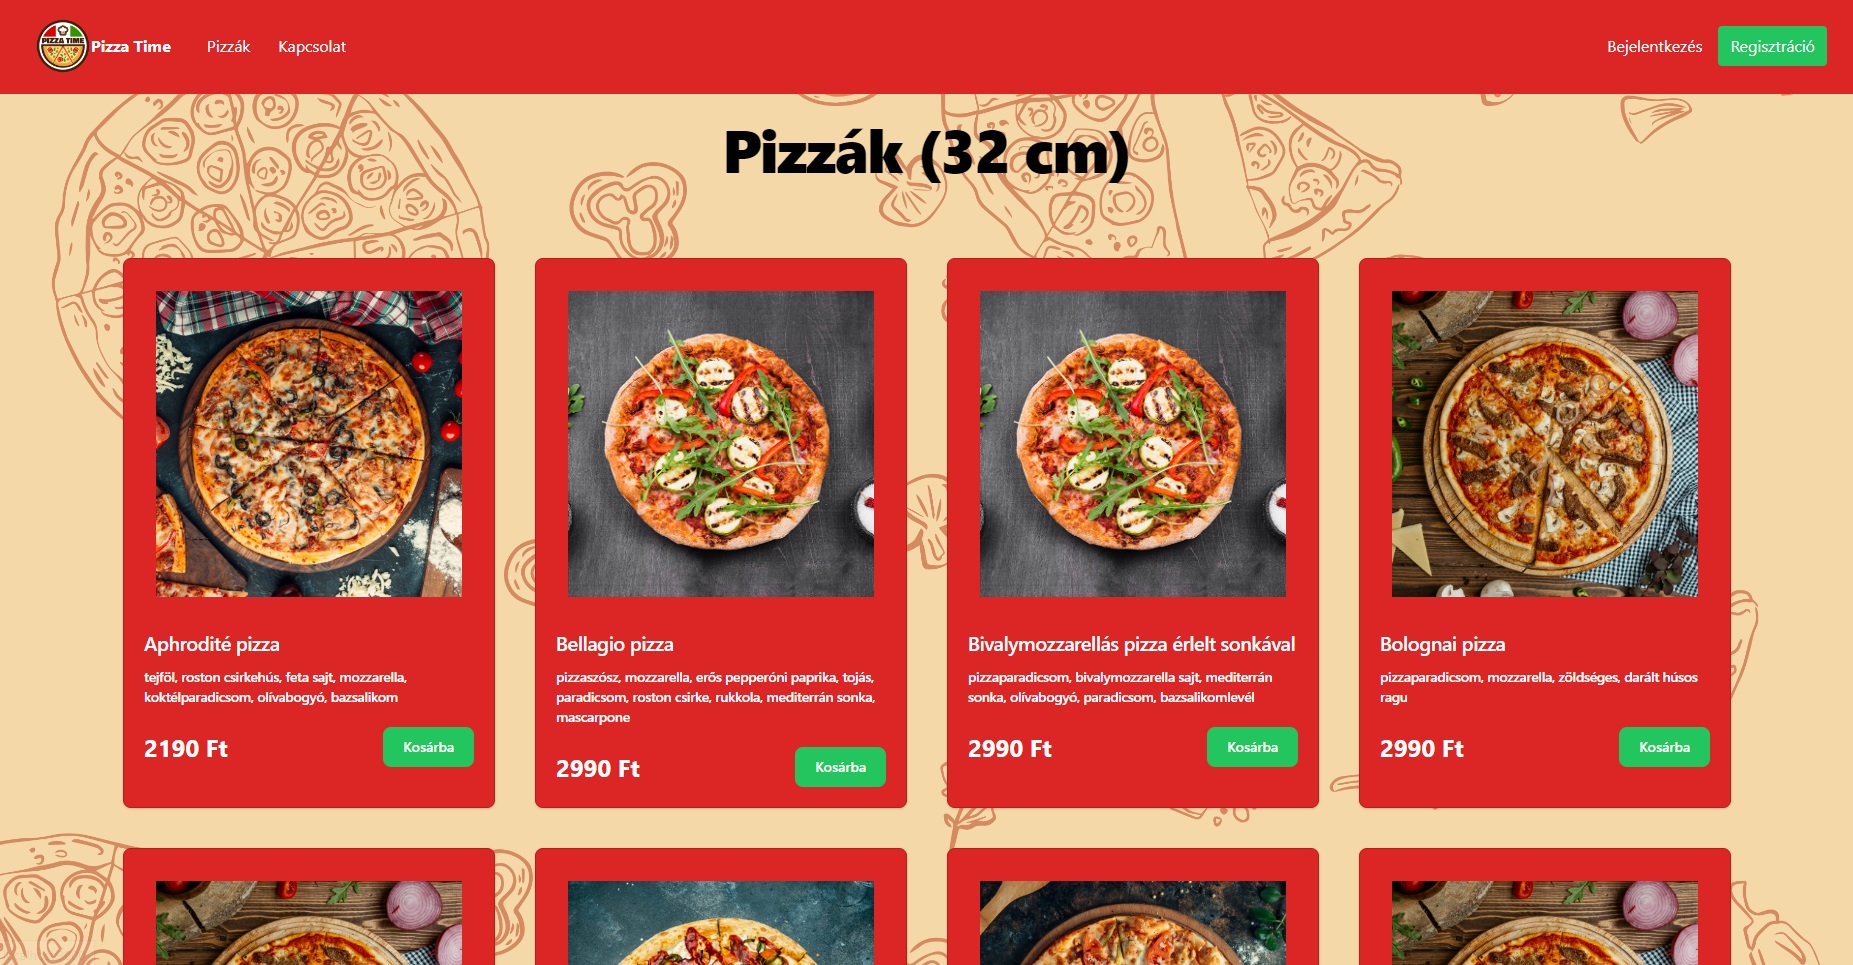 PIZZA TIME
Pizza Time
Pizzák
Kapcsolat
Bejelentkezés
Regisztráció
Pizzák (32 cm)
Aphrodité pizza
tejföl, roston csirkehús, feta sajt, mozzarella,
koktélparadicsom, olívabogyó, bazsalikom
2190 Ft
Kosárba
Bellagio pizza
pizzaszósz, mozzarella, erős pepperóni paprika, tojás,
paradicsom, roston csirke, rukkola, mediterrán sonka,
mascarpone
2990 Ft
Kosárba
Bivalymozzarellás pizza érlelt sonkával
pizzaparadicsom, bivalymozzarella sajt, mediterrán
sonka, olívabogyó, paradicsom, bazsalikomlevél
2990 Ft
Kosárba
Bolognai pizza
pizzaparadicsom, mozzarella, zöldséges, darált húsos
ragu
2990 Ft
Kosárba